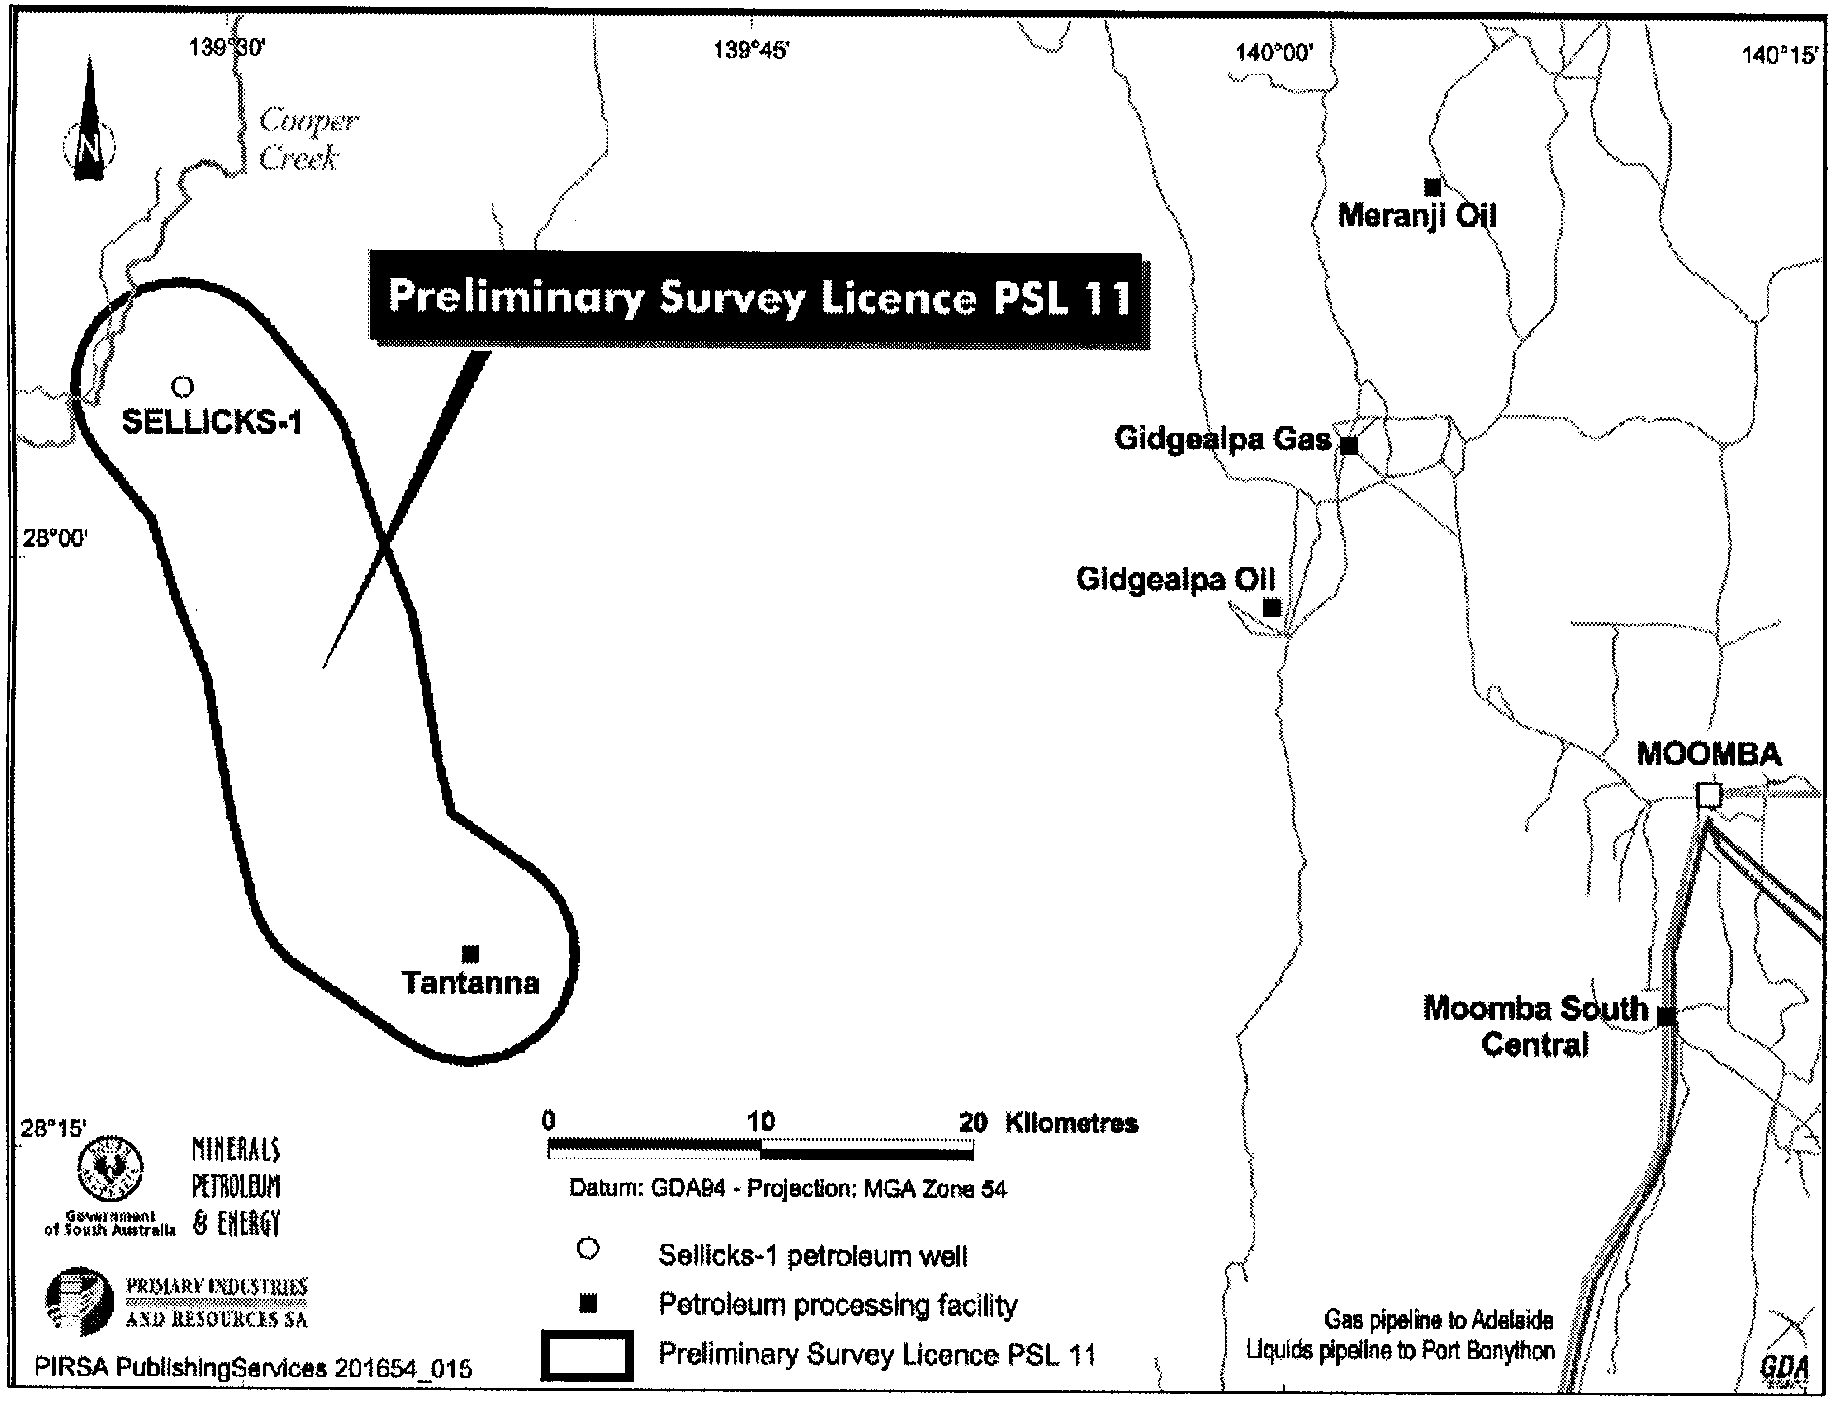 139°30'
139°45'
140°00'
140°15'
N
Cooper
Creek
Meranji Oil
Preliminary Survey Licence PSL 11
SELLICKS-1
Gidgealpa Gas
28°00'
Gidgealpa Oil
MOOMBA
Tantanna
Moomba South
Central
28°15'
0 10 20 Kilometres
Datum: GDA94 - Projection: MGA Zone 54
MINERALS
PETROLEUM
& ENERGY
Government
of South Australia
Sellicks-1 petroleum well
Petroleum processing facility
Preliminary Survey Licence PSL 11
PRIMARY INDUSTRIES
AND RESOURCES SA
PIRSA PublishingServices 201654_015
Gas pipeline to Adelaide
Liquids pipeline to Port Bonython
GDA